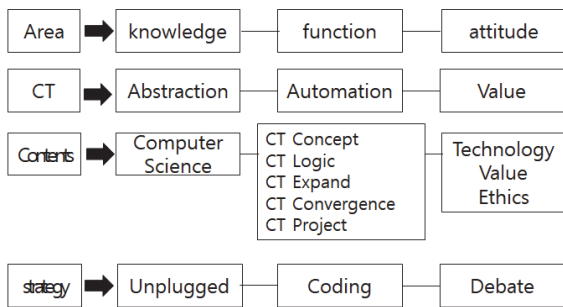 Area
knowledge
function
attitude
CT
Abstraction
Automation
Value
Contents
Computer
Science
CT Concept
CT Logic
CT Expand
CT Convergence
CT Project
Technology
Value
Ethics
strategy
Unplugged
Coding
Debate